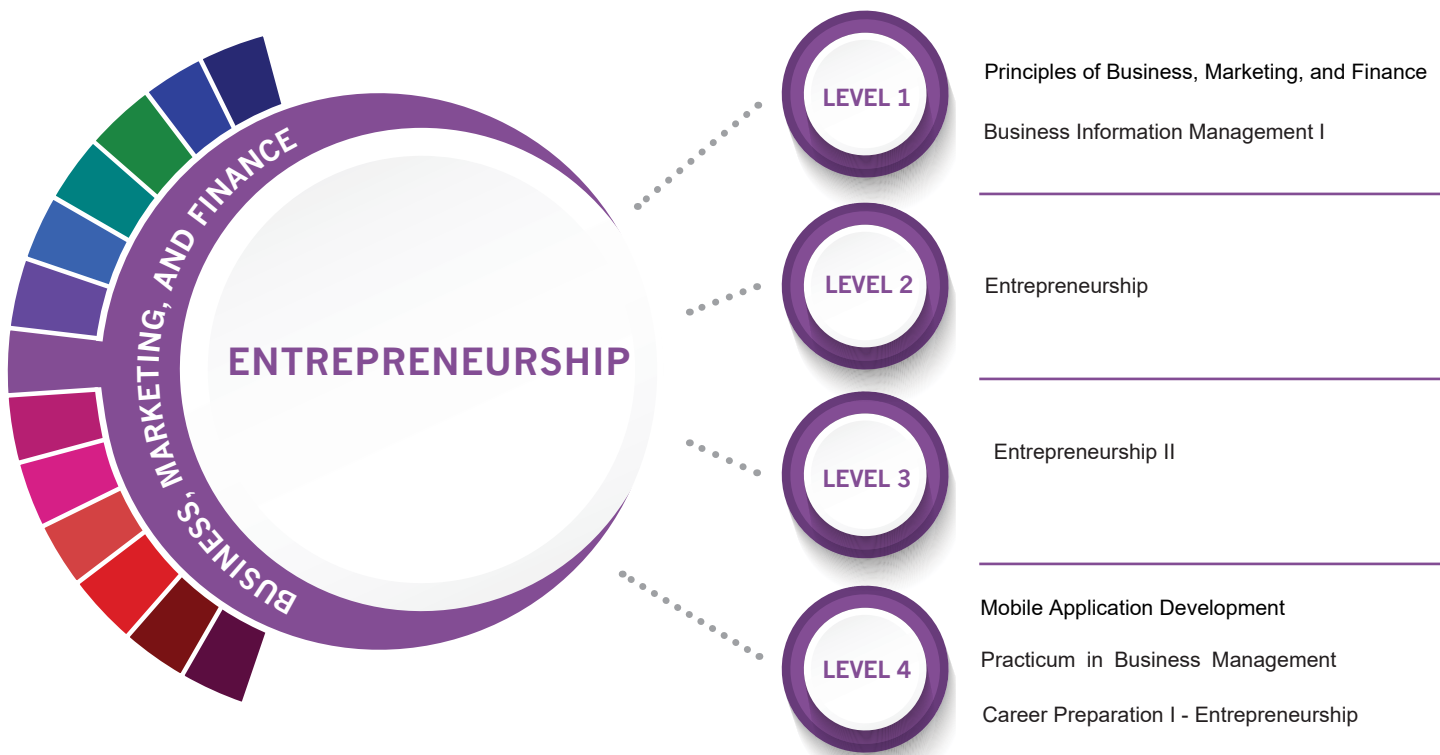 BUSINESS, MARKETING, AND FINANCE
ENTREPRENEURSHIP
LEVEL 1
Principles of Business, Marketing, and Finance
Business Information Management I
LEVEL 2
Entrepreneurship
LEVEL 3
Entrepreneurship II
LEVEL 4
Mobile Application Development
Practicum in Business Management
Career Preparation I - Entrepreneurship